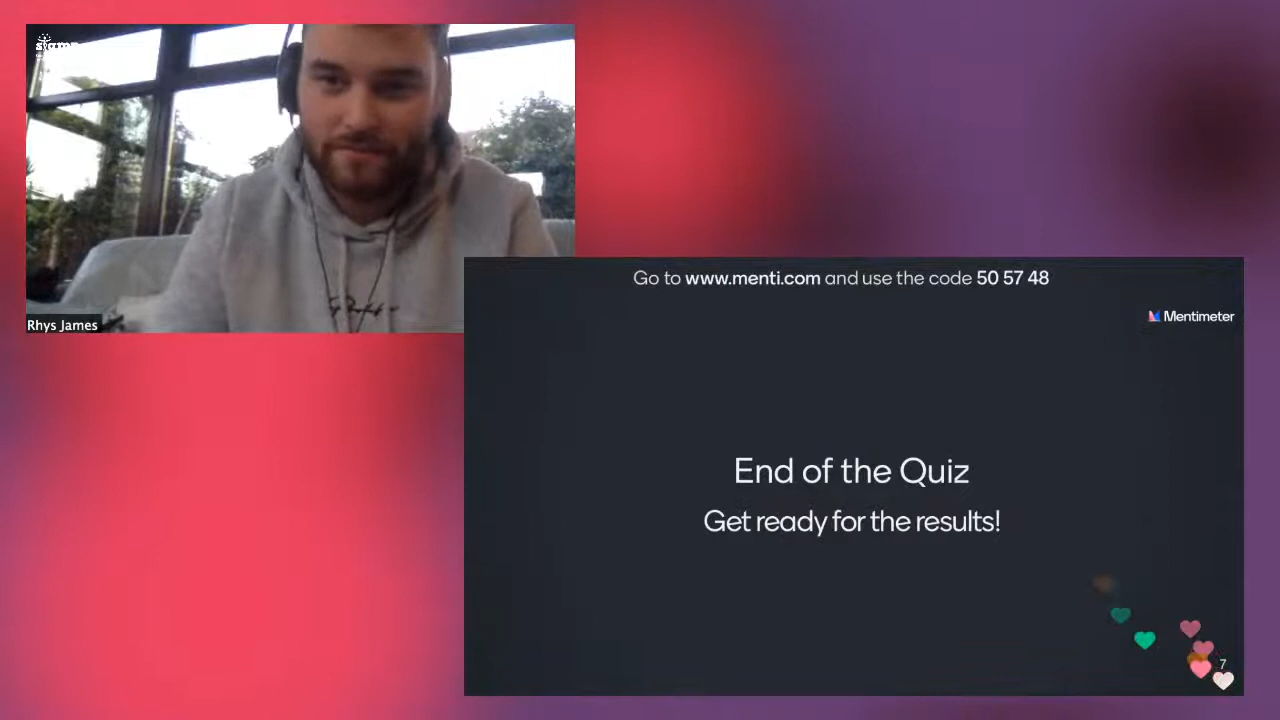 Rhys James
Go to www.menti.com and use the code 50 57 48
Mentimeter
End of the Quiz
Get ready for the results!
7